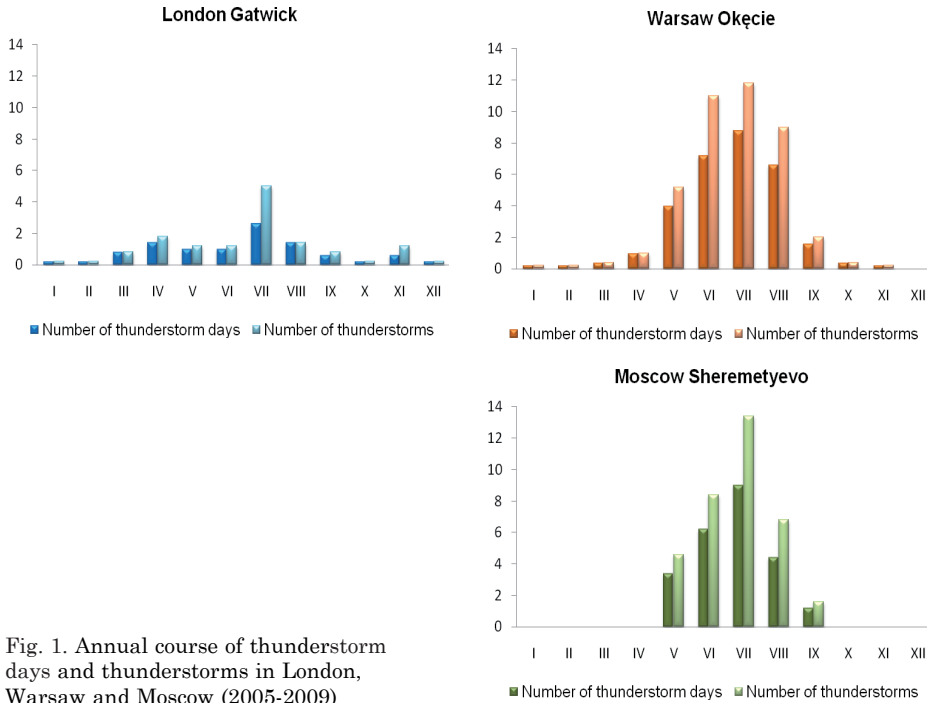 London Gatwick
14
12
10
8
6
4
2
0
I II III IV V VI VII VIII IX X XI XII
Number of thunderstorm days Number of thunderstorms
Warsaw Okęcie
14
12
10
8
6
4
2
0
I II III IV V VI VII VIII IX X XI XII
Number of thunderstorm days Number of thunderstorms
Moscow Sheremetyevo
14
12
10
8
6
4
2
0
I II III IV V VI VII VIII IX X XI XII
Number of thunderstorm days Number of thunderstorms
Fig. 1. Annual course of thunderstorm
days and thunderstorms in London,
Warsaw and Moscow (2005-2009)